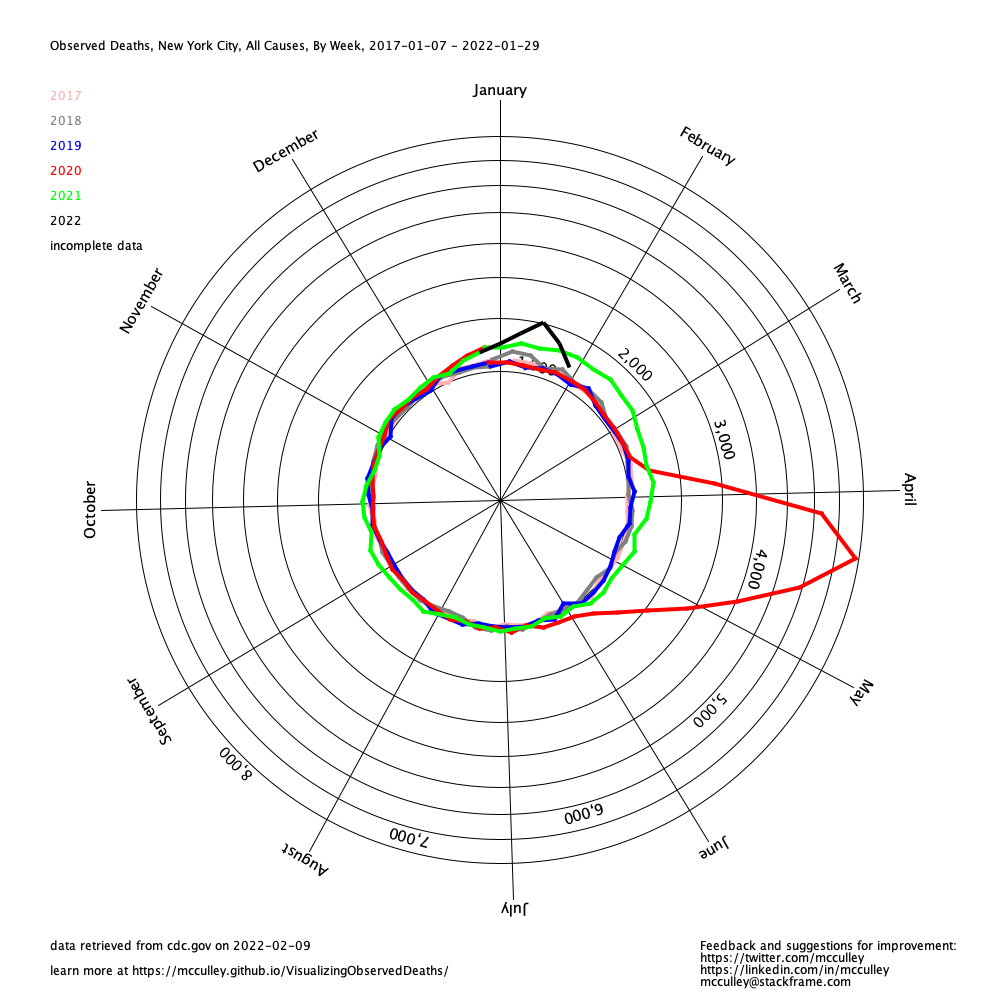 Observed Deaths, New York City, All Causes, By Week, 2017-01-07 - 2022-01-29
January
2017
2018
2019
2020
2021
2022
incomplete data
December
February
November
March
1,000
2,000
3,000
October
April
4,000
September
May
5,000
8,000
6,000
7,000
August
June
July
data retrieved from cdc.gov on 2022-02-09
learn more at https://mcculley.github.io/VisualizingObservedDeaths/
Feedback and suggestions for improvement:
https://twitter.com/mcculley
https://linkedin.com/in/mcculley
mcculley@stackframe.com